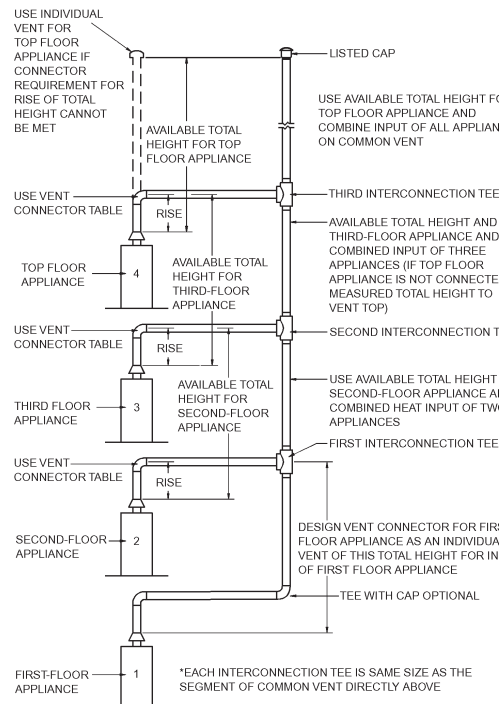 USE INDIVIDUAL
VENT FOR
TOP FLOOR
APPLIANCE IF
CONNECTOR
REQUIREMENT FOR
RISE OF TOTAL
HEIGHT CANNOT
BE MET
LISTED CAP
USE AVAILABLE TOTAL HEIGHT
TOP FLOOR APPLIANCE AND
COMBINE INPUT OF ALL
ON COMMON VENT
AVAILABLE TOTAL
HEIGHT FOR TOP
FLOOR APPLIANCE
USE VENT
CONNECTOR TABLE
RISE
THIRD INTERCONNECTION TEE
AVAILABLE TOTAL HEIGHT AND
THIRD-FLOOR APPLIANCE AND
COMBINED INPUT OF THREE
APPLIANCES (IF TOP FLOOR
APPLIANCE IS NOT
MEASURED TOTAL HEIGHT TO
VENT TOP)
TOP FLOOR
APPLIANCE
4
AVAILABLE TOTAL
HEIGHT FOR
THIRD-FLOOR
APPLIANCE
USE VENT
CONNECTOR TABLE
RISE
SECOND INTERCONNECTION
AVAILABLE TOTAL
HEIGHT FOR
SECOND-FLOOR
APPLIANCE
USE AVAILABLE TOTAL HEIGHT
SECOND-FLOOR APPLIANCE
COMBINED HEAT INPUT OF
APPLIANCES
THIRD FLOOR
APPLIANCE
3
FIRST INTERCONNECTION TEE
USE VENT
CONNECTOR TABLE
RISE
SECOND-FLOOR
APPLIANCE
2
DESIGN VENT CONNECTOR FOR
FLOOR APPLIANCE AS AN
VENT OF THIS TOTAL HEIGHT FOR
OF FIRST FLOOR APPLIANCE
TEE WITH CAP OPTIONAL
FIRST-FLOOR
APPLIANCE
1
*EACH INTERCONNECTION TEE IS SAME SIZE AS THE
SEGMENT OF COMMON VENT DIRECTLY ABOVE